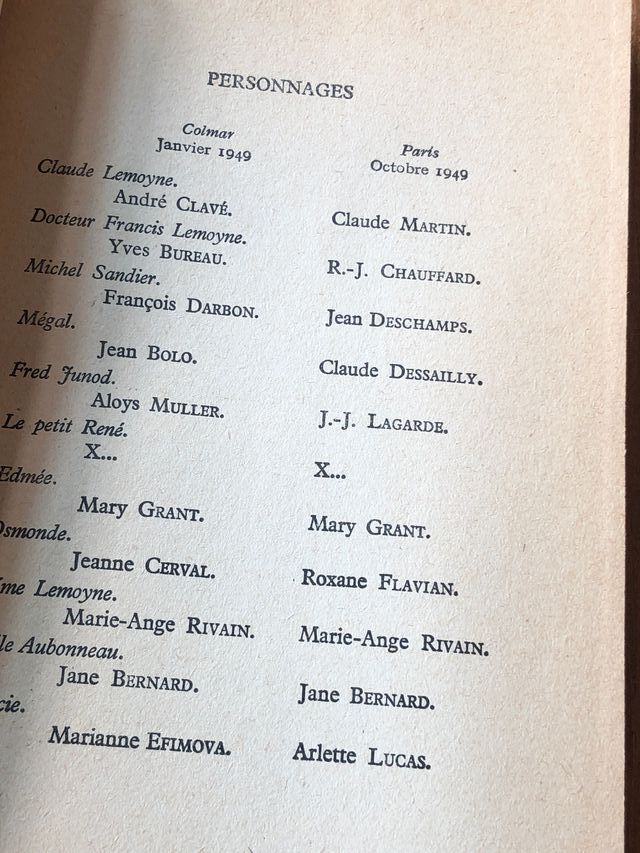 PERSONNAGES
Colmar
Janvier 1949
Paris
Octobre 1949
Claude Lemoyne.
André CLAVÉ.
Claude MARTIN.
Docteur Francis Lemoyne.
Yves BUREAU.
R.-J. CHAUFFARD.
Michel Sandier.
François DARBON.
Jean DESCHAMPS.
Mégal.
Jean BOLO.
Claude DESSAILLY.
Fred Junod.
Aloys MULLER.
J.-J. LAGARDE.
Le petit René.
X...
X...
Edmée.
Mary GRANT.
Mary GRANT.
Osmonde.
Jeanne CERVAL.
Roxane FLAVIAN.
me Lemoyne.
Marie-Ange RIVAIN.
Marie-Ange RIVAIN.
le Aubonneau.
Jane BERNARD.
Jane BERNARD.
cie.
Marianne EFIMOVA.
Arlette LUCAS.